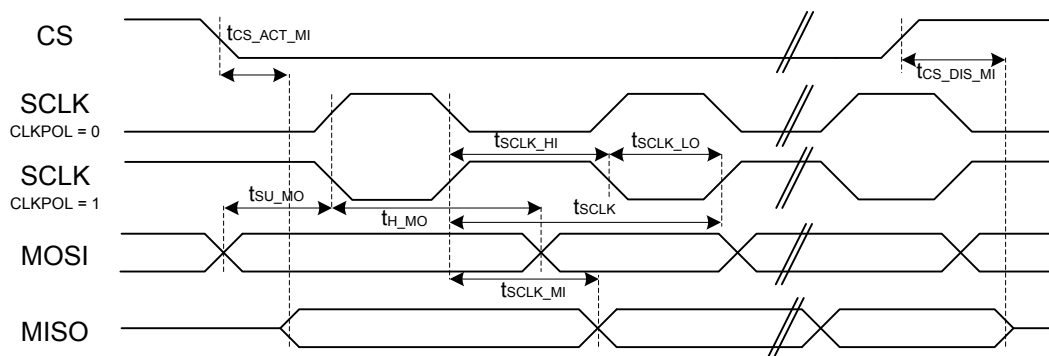 CS
tCS_ACT_MI
tCS_DIS_MI
SCLK
CLKPOL = 0
tSCLK_HI
tSCLK_LO
SCLK
CLKPOL = 1
tSU_MO
tH_MO
tSCLK
MOSI
tSCLK_MI
MISO